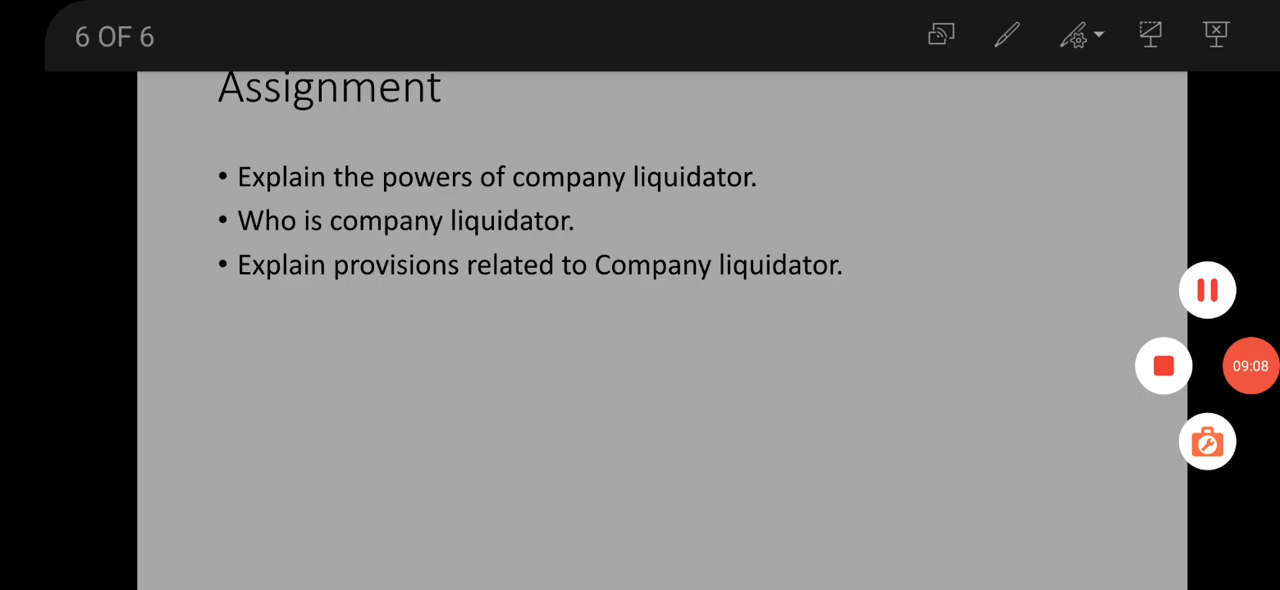 6 OF 6
Assignment
• Explain the powers of company liquidator.
• Who is company liquidator.
• Explain provisions related to Company liquidator.
09:08